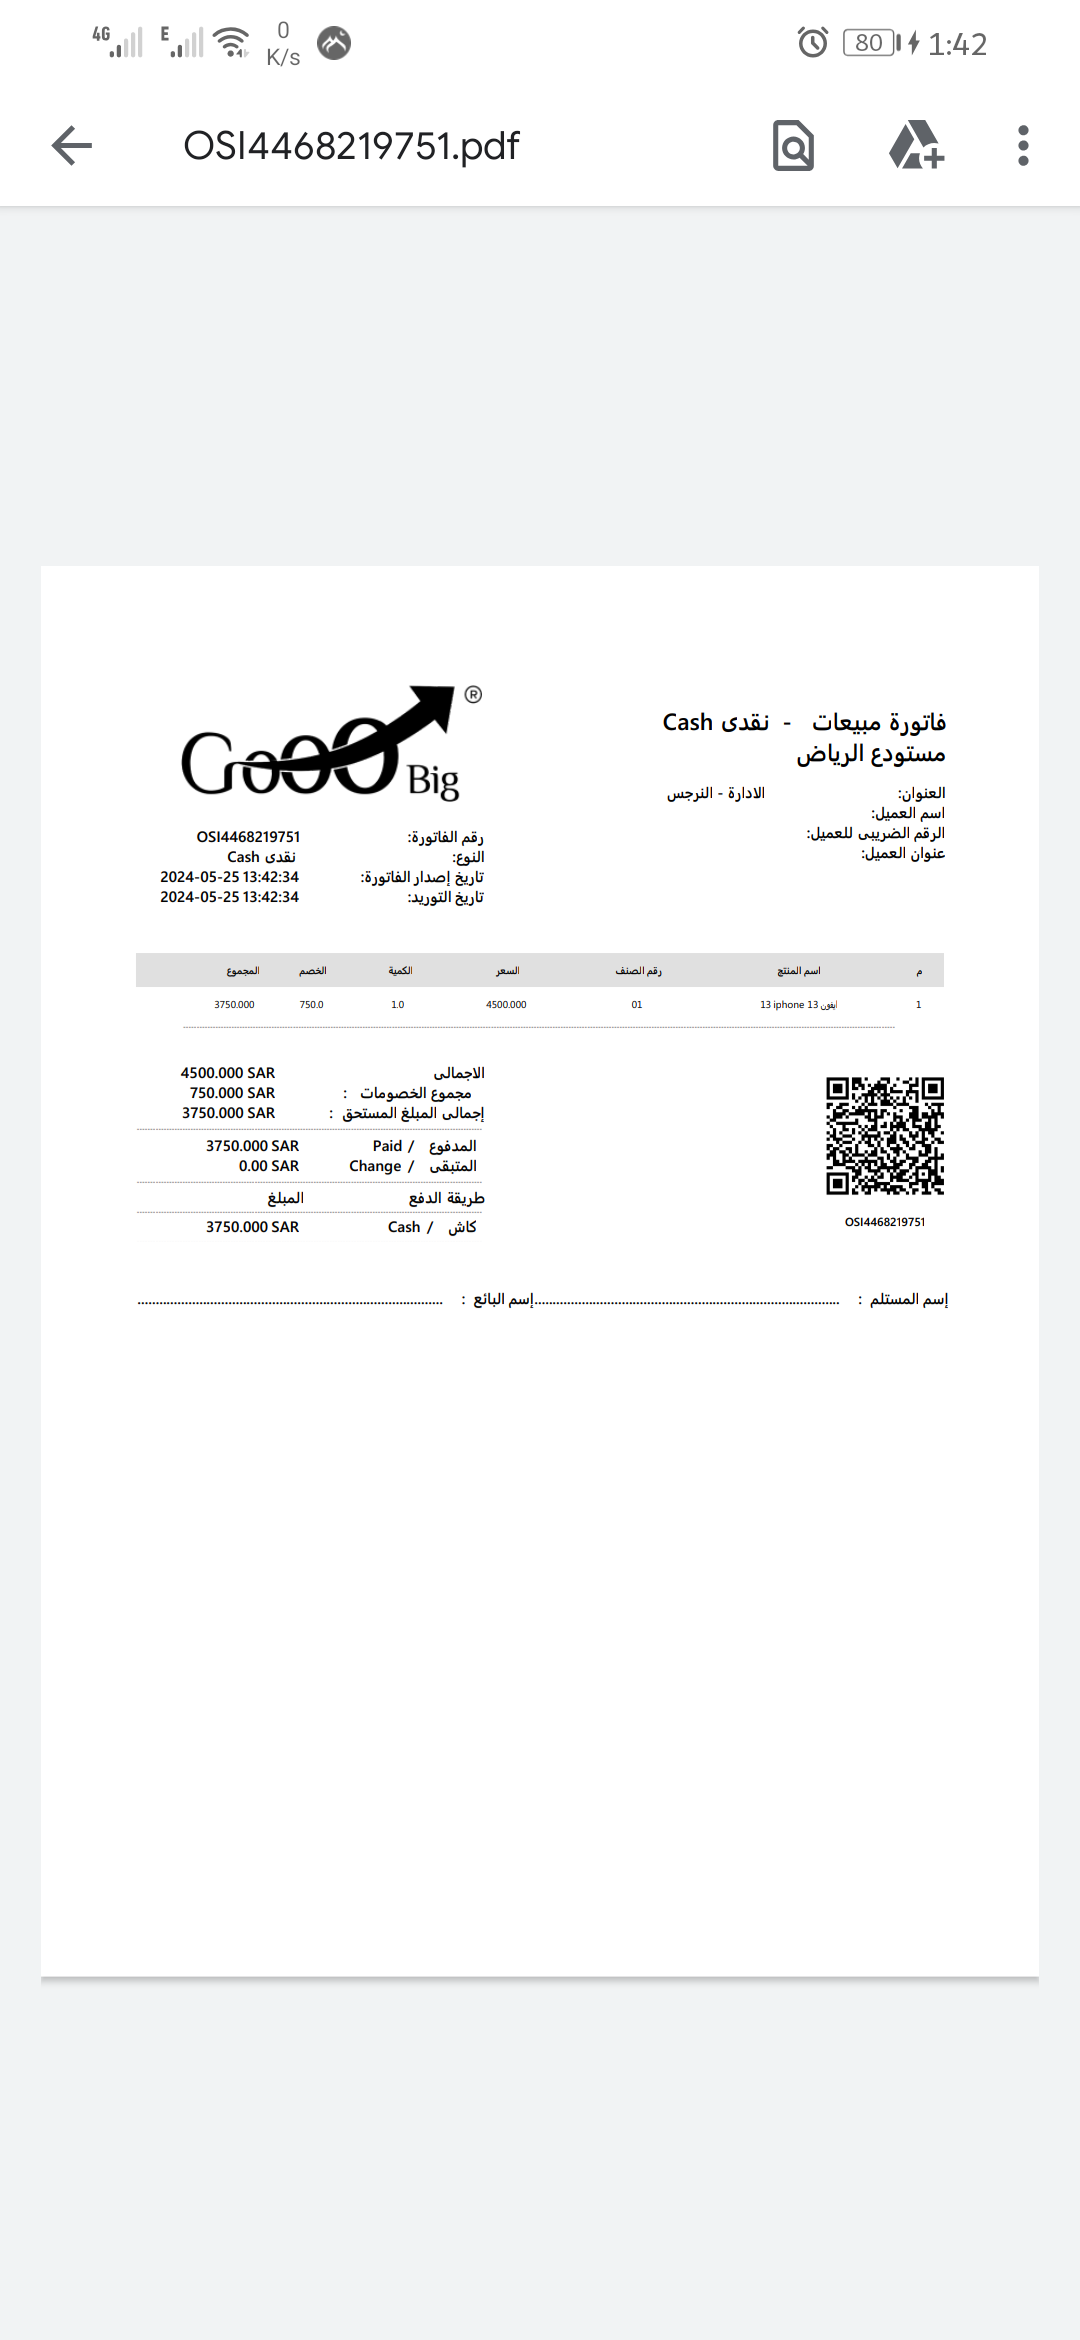 4G E 0 K/s 80 1:42
OSI4468219751.pdf
GoOO Big ®
فاتورة مبيعات - نقدى Cash
مستودع الرياض
العنوان: الادارة - النرجس
اسم العميل:
الرقم الضريبى للعميل:
عنوان العميل:
رقم الفاتورة: OSI4468219751
النوع: نقدى Cash
تاريخ إصدار الفاتورة: 2024-05-25 13:42:34
تاريخ التوريد: 2024-05-25 13:42:34
م اسم المنتج رقم الصنف السعر الكمية الخصم المجموع
1 ايفون 13 iphone 13 01 4500.000 1.0 750.0 3750.000
الاجمالى 4500.000 SAR
مجموع الخصومات : 750.000 SAR
إجمالى المبلغ المستحق : 3750.000 SAR
المدفوع / Paid 3750.000 SAR
المتبقى / Change 0.00 SAR
طريقة الدفع المبلغ
كاش / Cash 3750.000 SAR
OSI4468219751
إسم المستلم : .................... إسم البائع : ....................